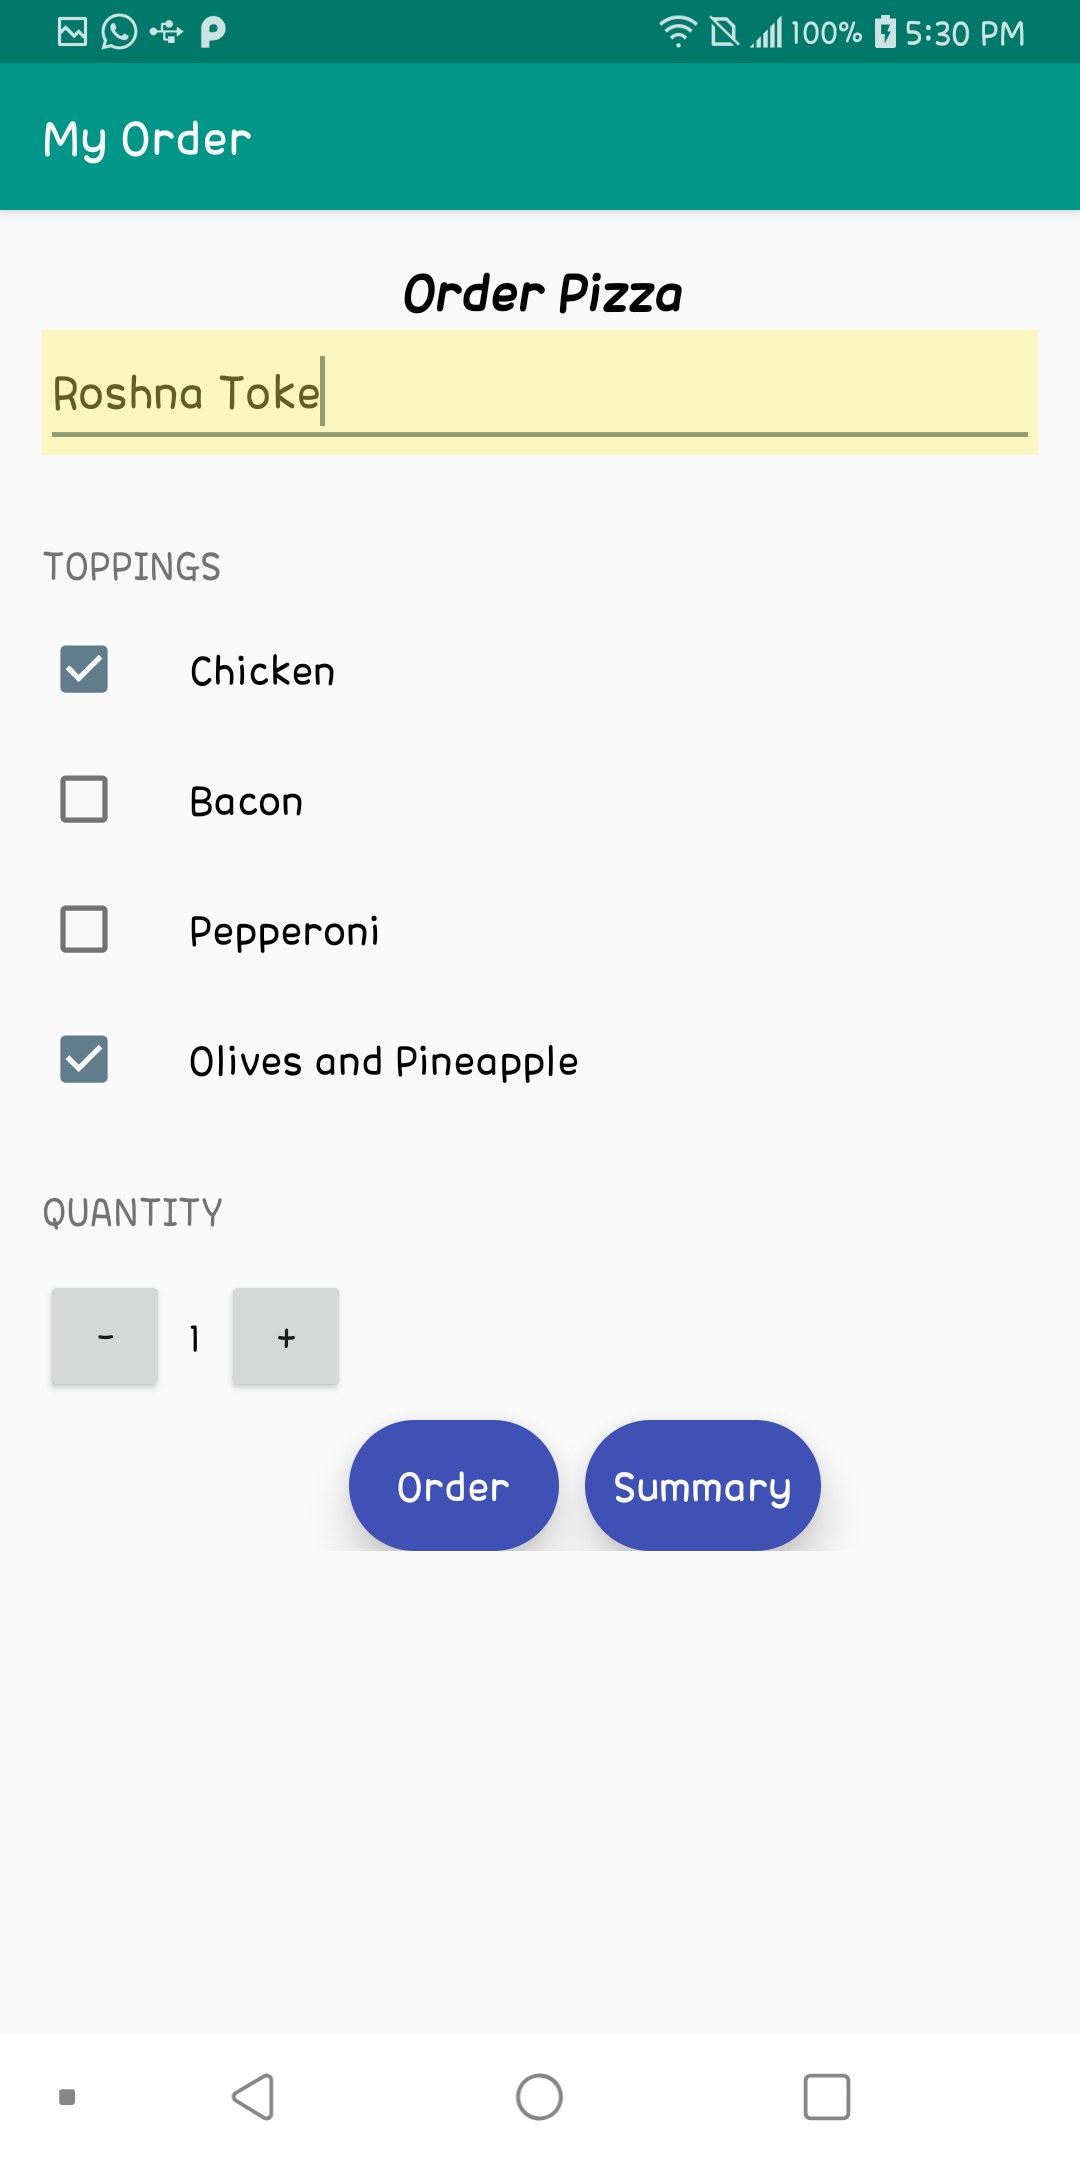 100% 5:30 PM
My Order
Order Pizza
Roshna Toke
TOPPINGS
Chicken
Bacon
Pepperoni
Olives and Pineapple
QUANTITY
- 1 +
Order Summary